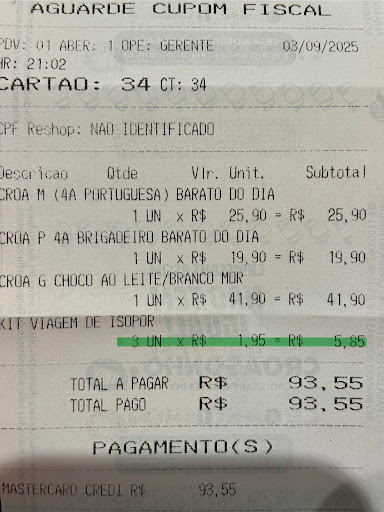 AGUARDE CUPOM FISCAL
PDV: 01 ABER: 1 OPE: GERENTE 03/09/2025
HR: 21:02
CARTAO: 34 CT: 34
CPF Reshop: NAO IDENTIFICADO
Descricao Qtde Vlr. Unit. Subtotal
CROA M (4A PORTUGUESA) BARATO DO DIA
1 UN x R$ 25,90 = R$ 25,90
CROA P 4A BRIGADEIRO BARATO DO DIA
1 UN x R$ 19,90 = R$ 19,90
CROA G CHOCO AO LEITE/BRANCO MOR
1 UN x R$ 41,90 = R$ 41,90
KIT VIAGEM DE ISOPOR
3 UN x R$ 1,95 = R$ 5,85
TOTAL A PAGAR R$ 93,55
TOTAL PAGO R$ 93,55
PAGAMENTO(S)
MASTERCARD CREDI R$ 93,55